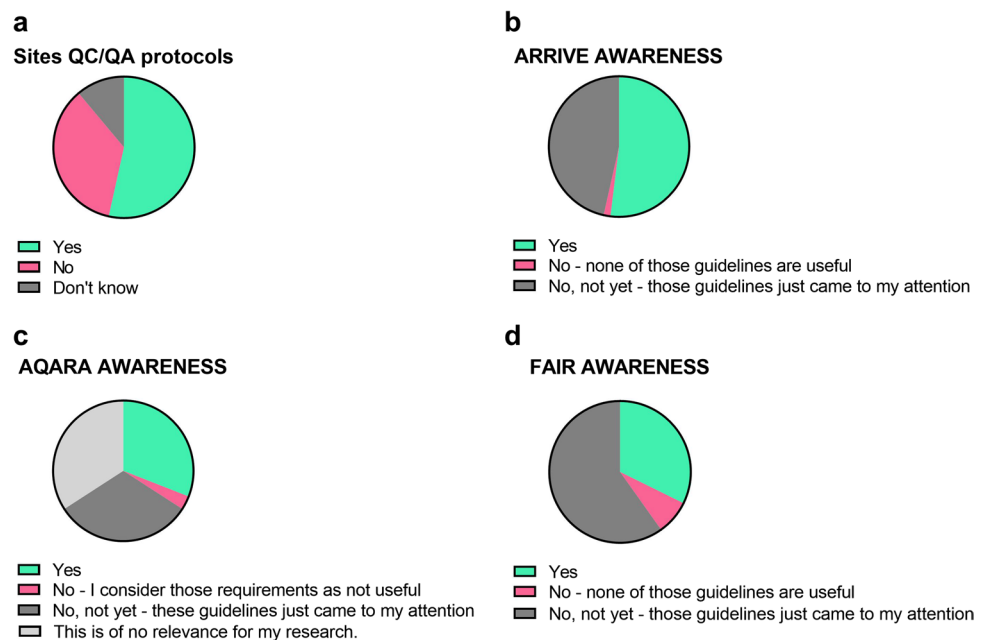 a
Sites QC/QA protocols
Yes
No
Don't know
b
ARRIVE AWARENESS
Yes
No - none of those guidelines are useful
No, not yet - those guidelines just came to my attention
c
AQARA AWARENESS
Yes
No - I consider those requirements as not useful
No, not yet - these guidelines just came to my attention
This is of no relevance for my research.
d
FAIR AWARENESS
Yes
No - none of those guidelines are useful
No, not yet - those guidelines just came to my attention